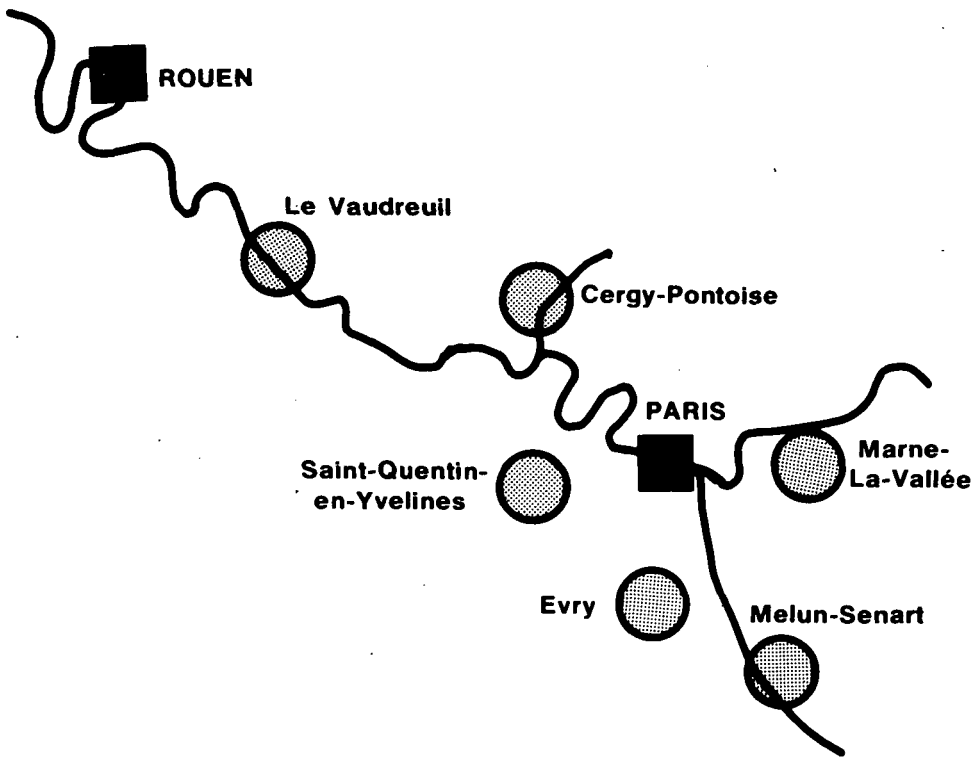 ROUEN
Le Vaudreuil
Cergy-Pontoise
PARIS
Marne-
La-Vallée
Saint-Quentin-
en-Yvelines
Evry
Melun-Senart